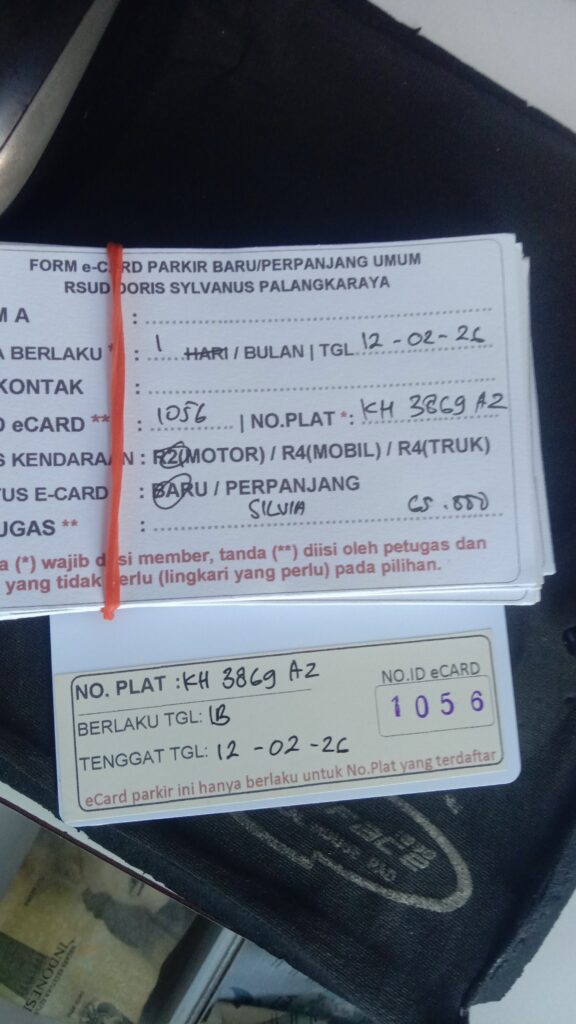 FORM e-CARD PARKIR BARU/PERPANJANG UMUM
RSUD DORIS SYLVANUS PALANGKARAYA
M A :
A BERLAKU * : 1 HARI / BULAN | TGL 12-02-26
KONTAK :
D eCARD ** : 1056 | NO.PLAT *: KH 3869 AZ
S KENDARAAN : R2(MOTOR) / R4(MOBIL) / R4(TRUK)
TUS E-CARD : BARU / PERPANJANG
UGAS ** : SILVIA
a (*) wajib diisi member, tanda (**) diisi oleh petugas dan
yang tidak perlu (lingkari yang perlu) pada pilihan.
NO. PLAT : KH 3869 AZ
NO.ID eCARD
1056
BERLAKU TGL: 1B
TENGGAT TGL: 12-02-26
eCard parkir ini hanya berlaku untuk No.Plat yang terdaftar
INDONES